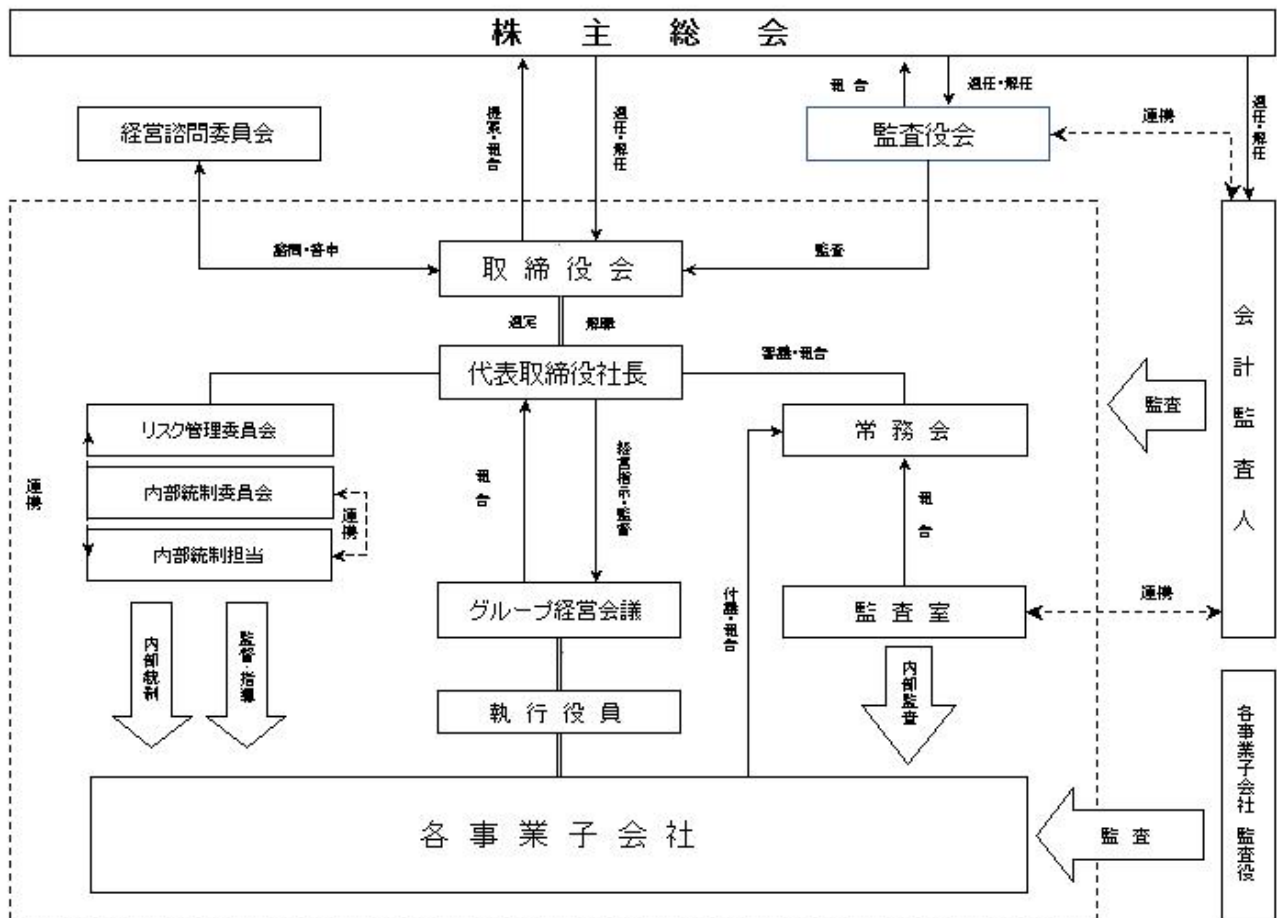 株主総会
報告
選任・解任
提案・報告
選任・解任
選任・解任
連携
経営諮問委員会
監査役会
諮問・答申
監査
取締役会
選定
解職
代表取締役社長
審議・報告
リスク管理委員会
内部統制委員会
内部統制担当
連携
連携
報告
経営指示・監督
常務会
報告
監査
会計監査人
グループ経営会議
付議・報告
監査室
連携
内部統制
監督・指導
内部監査
執行役員
各事業子会社
監査
各事業子会社 監査役